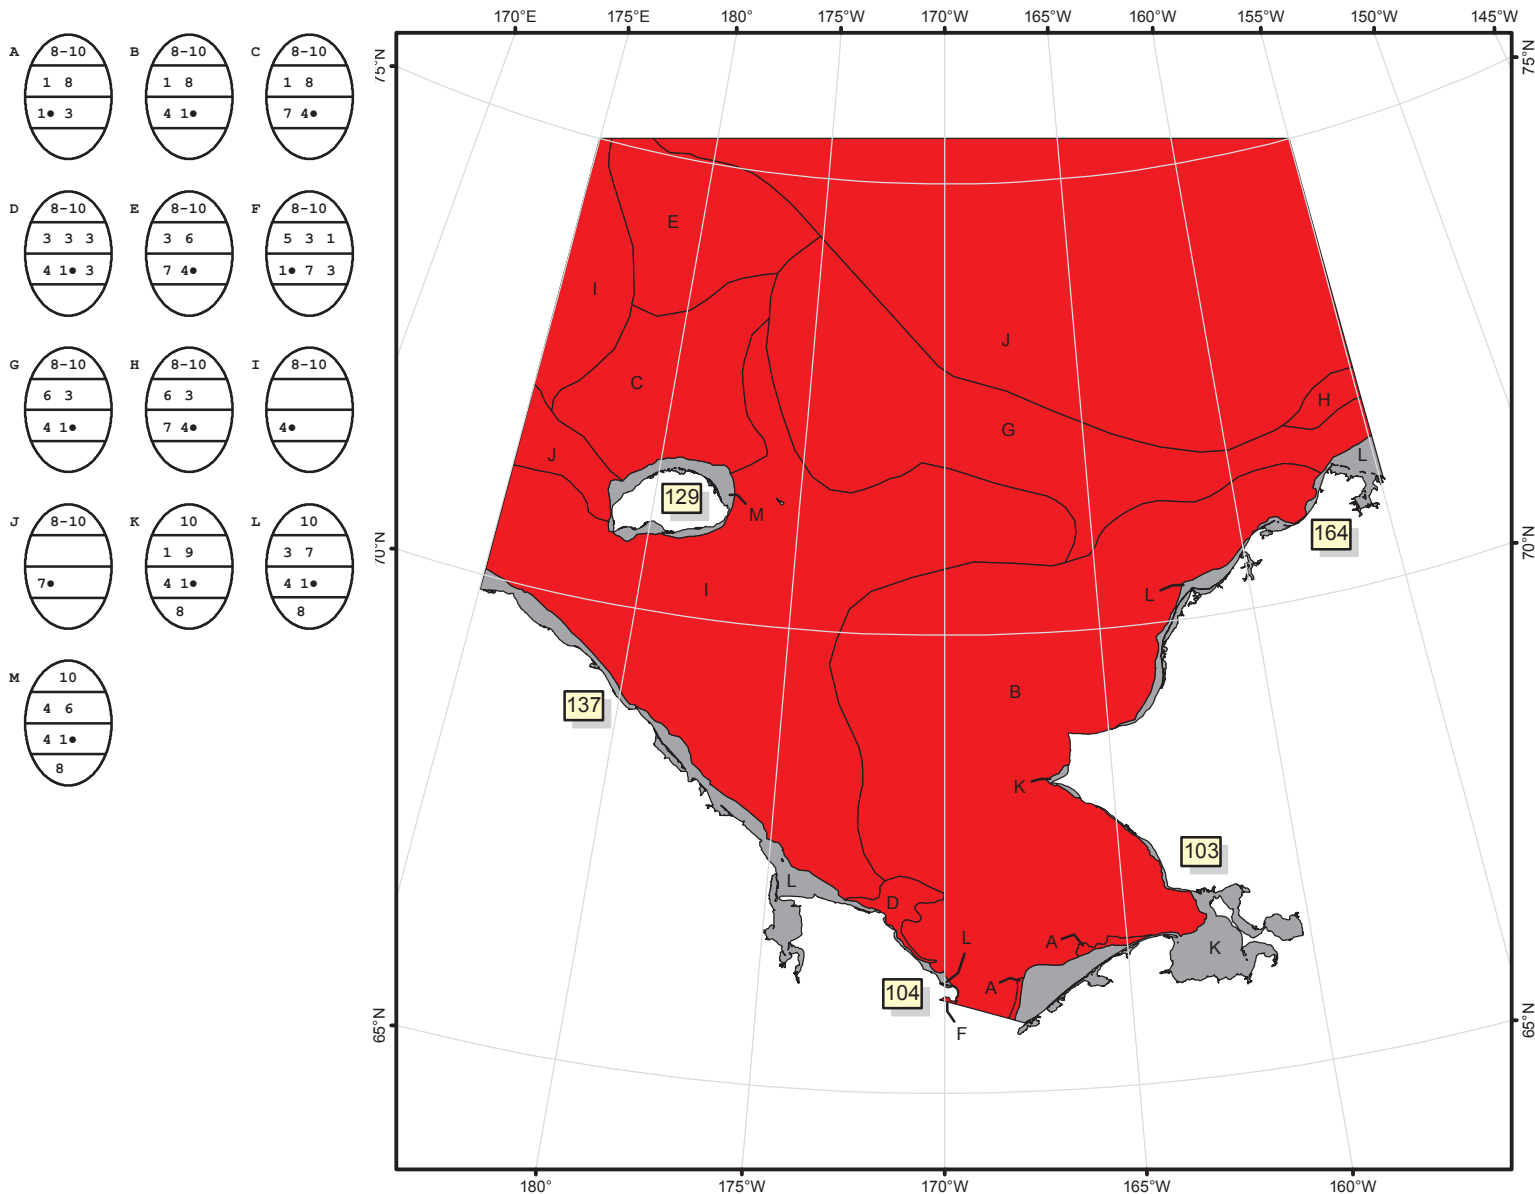 170°E 175°E 180° 175°W 170°W 165°W 160°W 155°W 150°W 145°W
A 8-10 B 8-10 C 8-10
1 8 1 8 1 8
1● 3 4 1● 7 4●
75°N 75°N
D 8-10 E 8-10 F 8-10
3 3 3 3 6 5 3 1
4 1● 3 7 4● 1● 7 3
E
I
J
G 8-10 H 8-10 I 8-10
6 3 6 3
4 1● 7 4● 4●
C
H
G
J
L
129
M
J 8-10 K 10 L 10
1 9 3 7
7● 4 1● 4 1●
8 8
164
70°N 70°N
I
L
M 10
4 6
4 1●
8
B
137
K
103
L
D
L
A
K
A
104
F
65°N 65°N
180° 175°W 170°W 165°W 160°W